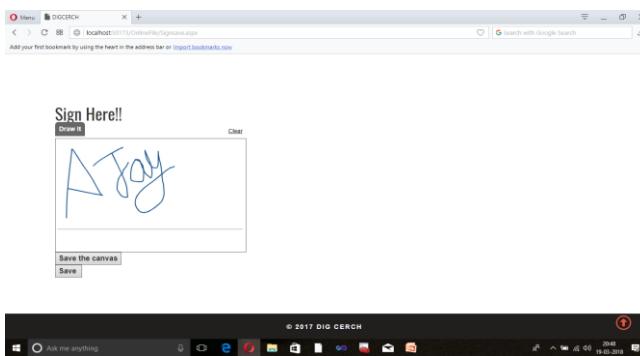 Menu DIGCERCH
localhost:50173/OnlineFile/Signsave.aspx Search with Google Search
Add your first bookmark by using the heart in the address bar or import bookmarks now
Sign Here!!
Draw It Clear
AJay
Save the canvas
Save
© 2017 DIG CERCH
Ask me anything 20:48
19-03-2018